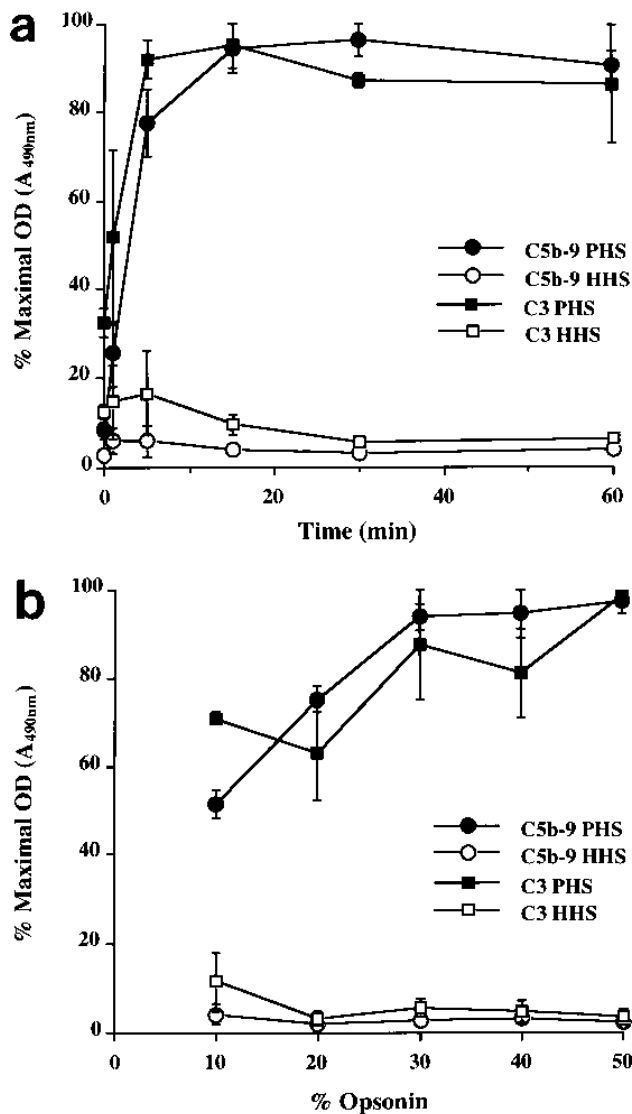 a
100
80
60
40
20
0
% Maximal OD (A490nm)
C5b-9 PHS
C5b-9 HHS
C3 PHS
C3 HHS
0 20 40 60
Time (min)
b
100
80
60
40
20
0
% Maximal OD (A490nm)
C5b-9 PHS
C5b-9 HHS
C3 PHS
C3 HHS
0 10 20 30 40 50
% Opsonin